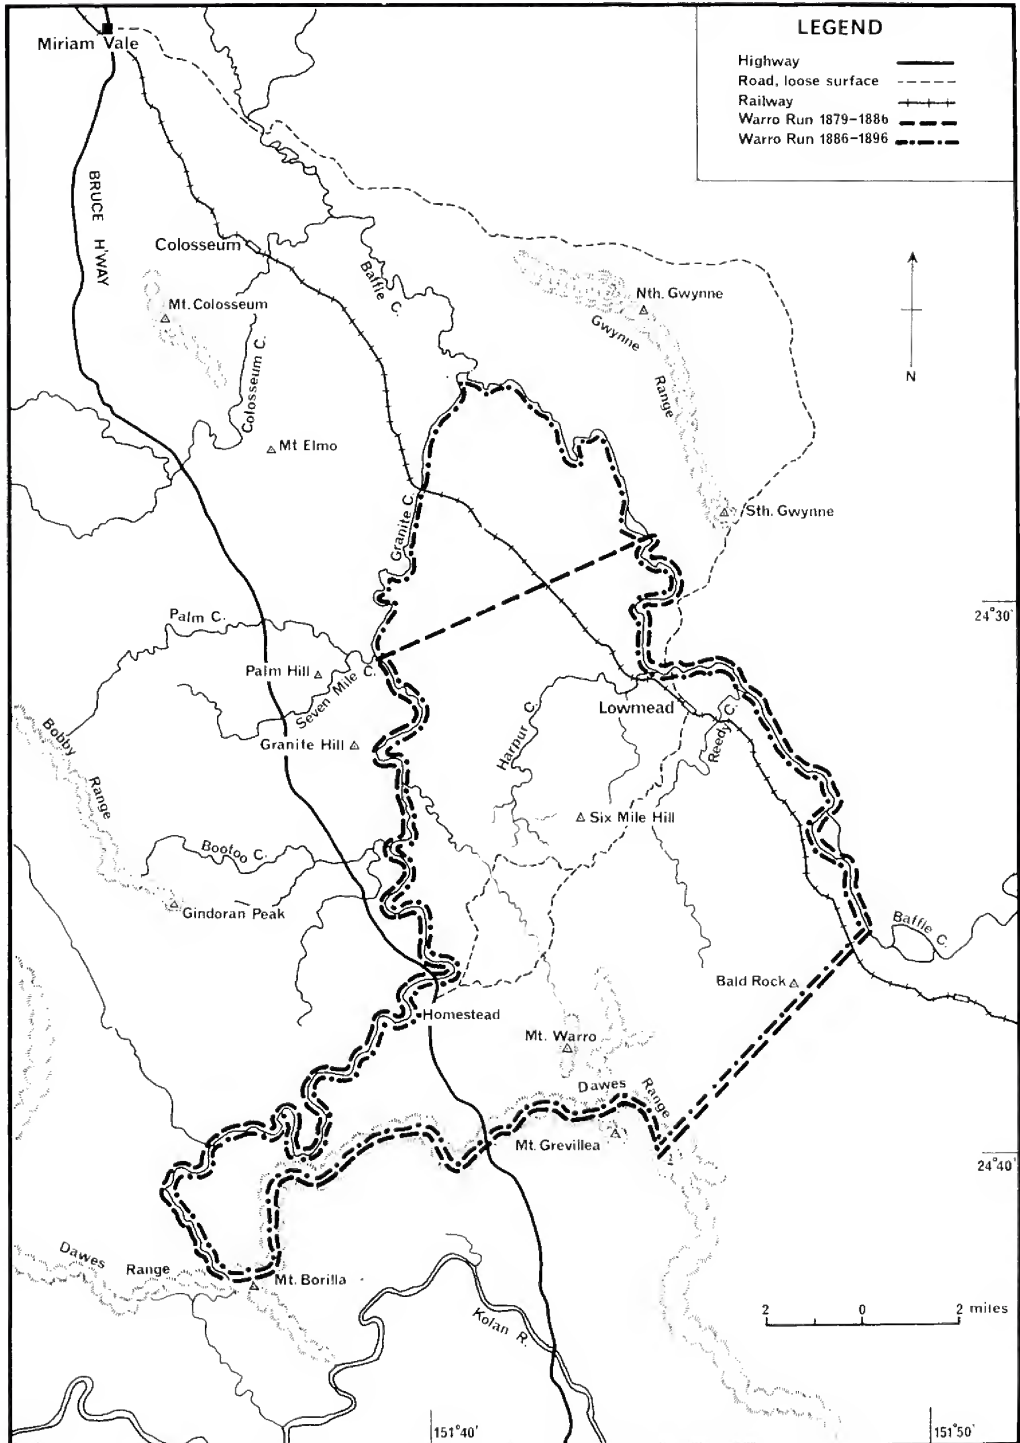 LEGEND
Highway
Road, loose surface
Railway
Warro Run 1879-1886
Warro Run 1886-1896
Miriam Vale
BRUCE H'WAY
Colosseum
Baffle C.
Mt. Colosseum
Colosseum C.
Nth. Gwynne
Gwynne
Range
N
Mt Elmo
Granite C.
Sth. Gwynne
24°30'
Palm C.
Palm Hill
Seven Mile C.
Granite Hill
Bobby
Range
Harpur C.
Lowmead
Reedy C.
Six Mile Hill
Bootoo C.
Gindoran Peak
Baffle C.
Bald Rock
Homestead
Mt. Warro
Dawes
Range
Mt. Grevillea
24°40'
Dawes
Range
Mt. Borilla
Kolan R.
2 0 2 miles
151°40'
151°50'